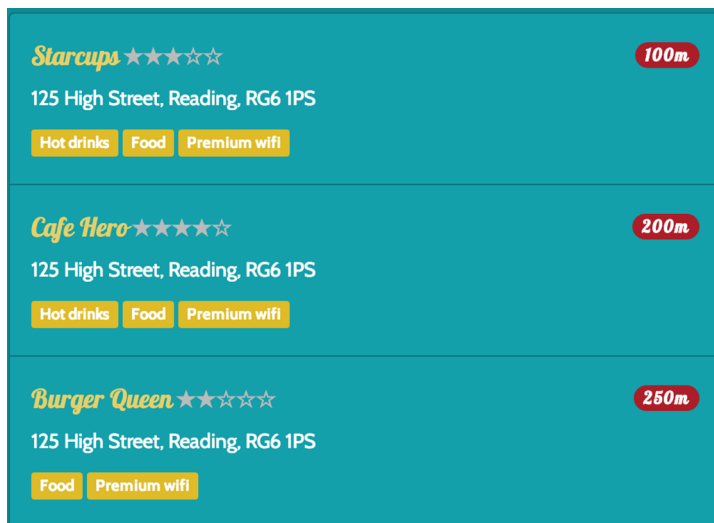 Starcups ★★★☆☆ 100m
125 High Street, Reading, RG6 1PS
Hot drinks Food Premium wifi
Cafe Hero ★★★★☆ 200m
125 High Street, Reading, RG6 1PS
Hot drinks Food Premium wifi
Burger Queen ★★☆☆☆ 250m
125 High Street, Reading, RG6 1PS
Food Premium wifi